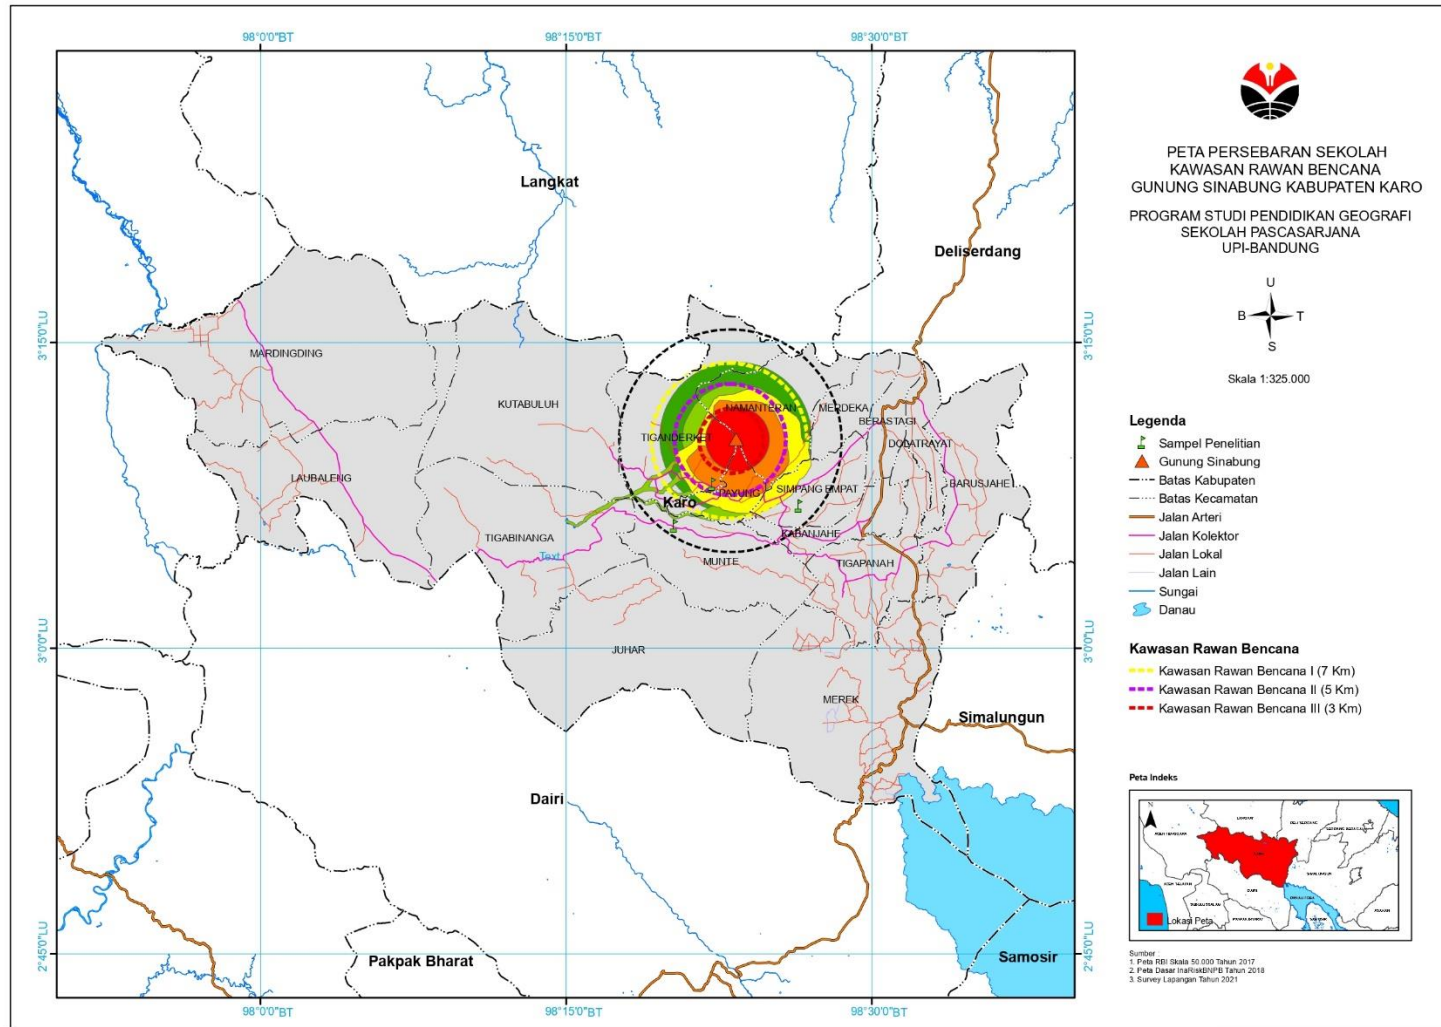 98°0'0"BT
98°15'0"BT
98°30'0"BT
3°15'0"LU
3°0'0"LU
2°45'0"LU
3°15'0"LU
3°0'0"LU
2°45'0"LU
98°0'0"BT
98°15'0"BT
98°30'0"BT
Langkat
Deliserdang
MARDINGDING
KUTABULUH
NAMANTERAN
MERDEKA
BERASTAGI
TIGANDERKET
DOLATRAYAT
LAUBALENG
BARUSJAHE
PAYUNG
SIMPANG EMPAT
Karo
TIGABINANGA
KABANJAHE
Text
MUNTE
TIGAPANAH
JUHAR
MEREK
Simalungun
Dairi
Pakpak Bharat
Samosir
PETA PERSEBARAN SEKOLAH
KAWASAN RAWAN BENCANA
GUNUNG SINABUNG KABUPATEN KARO
PROGRAM STUDI PENDIDIKAN GEOGRAFI
SEKOLAH PASCASARJANA
UPI-BANDUNG
U
B T
S
Skala 1:325.000
Legenda
Sampel Penelitian
Gunung Sinabung
Batas Kabupaten
Batas Kecamatan
Jalan Arteri
Jalan Kolektor
Jalan Lokal
Jalan Lain
Sungai
Danau
Kawasan Rawan Bencana
Kawasan Rawan Bencana I (7 Km)
Kawasan Rawan Bencana II (5 Km)
Kawasan Rawan Bencana III (3 Km)
Peta Indeks
N
DAIRI
Lokasi Peta
Sumber :
1. Peta RBI Skala 50.000 Tahun 2017
2. Peta Dasar InaRiskBNPB Tahun 2018
3. Survey Lapangan Tahun 2021